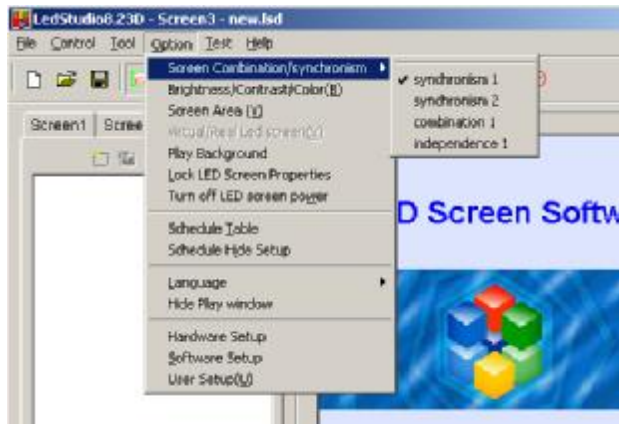 LedStudio8.23D - Screen3 - new.lsd
File Control Tool Option Test Help
Screen Combination/synchronism
Brightness/Contrast/Color(B)
Screen Area (Y)
Virtual/Real Led screen(V)
Play Background
Lock LED Screen Properties
Turn off LED screen power
Schedule Table
Schedule Hide Setup
Language
Hide Play window
Hardware Setup
Software Setup
User Setup(U)
synchronism 1
synchronism 2
combination 1
independence 1
Screen1 Scree
D Screen Softw